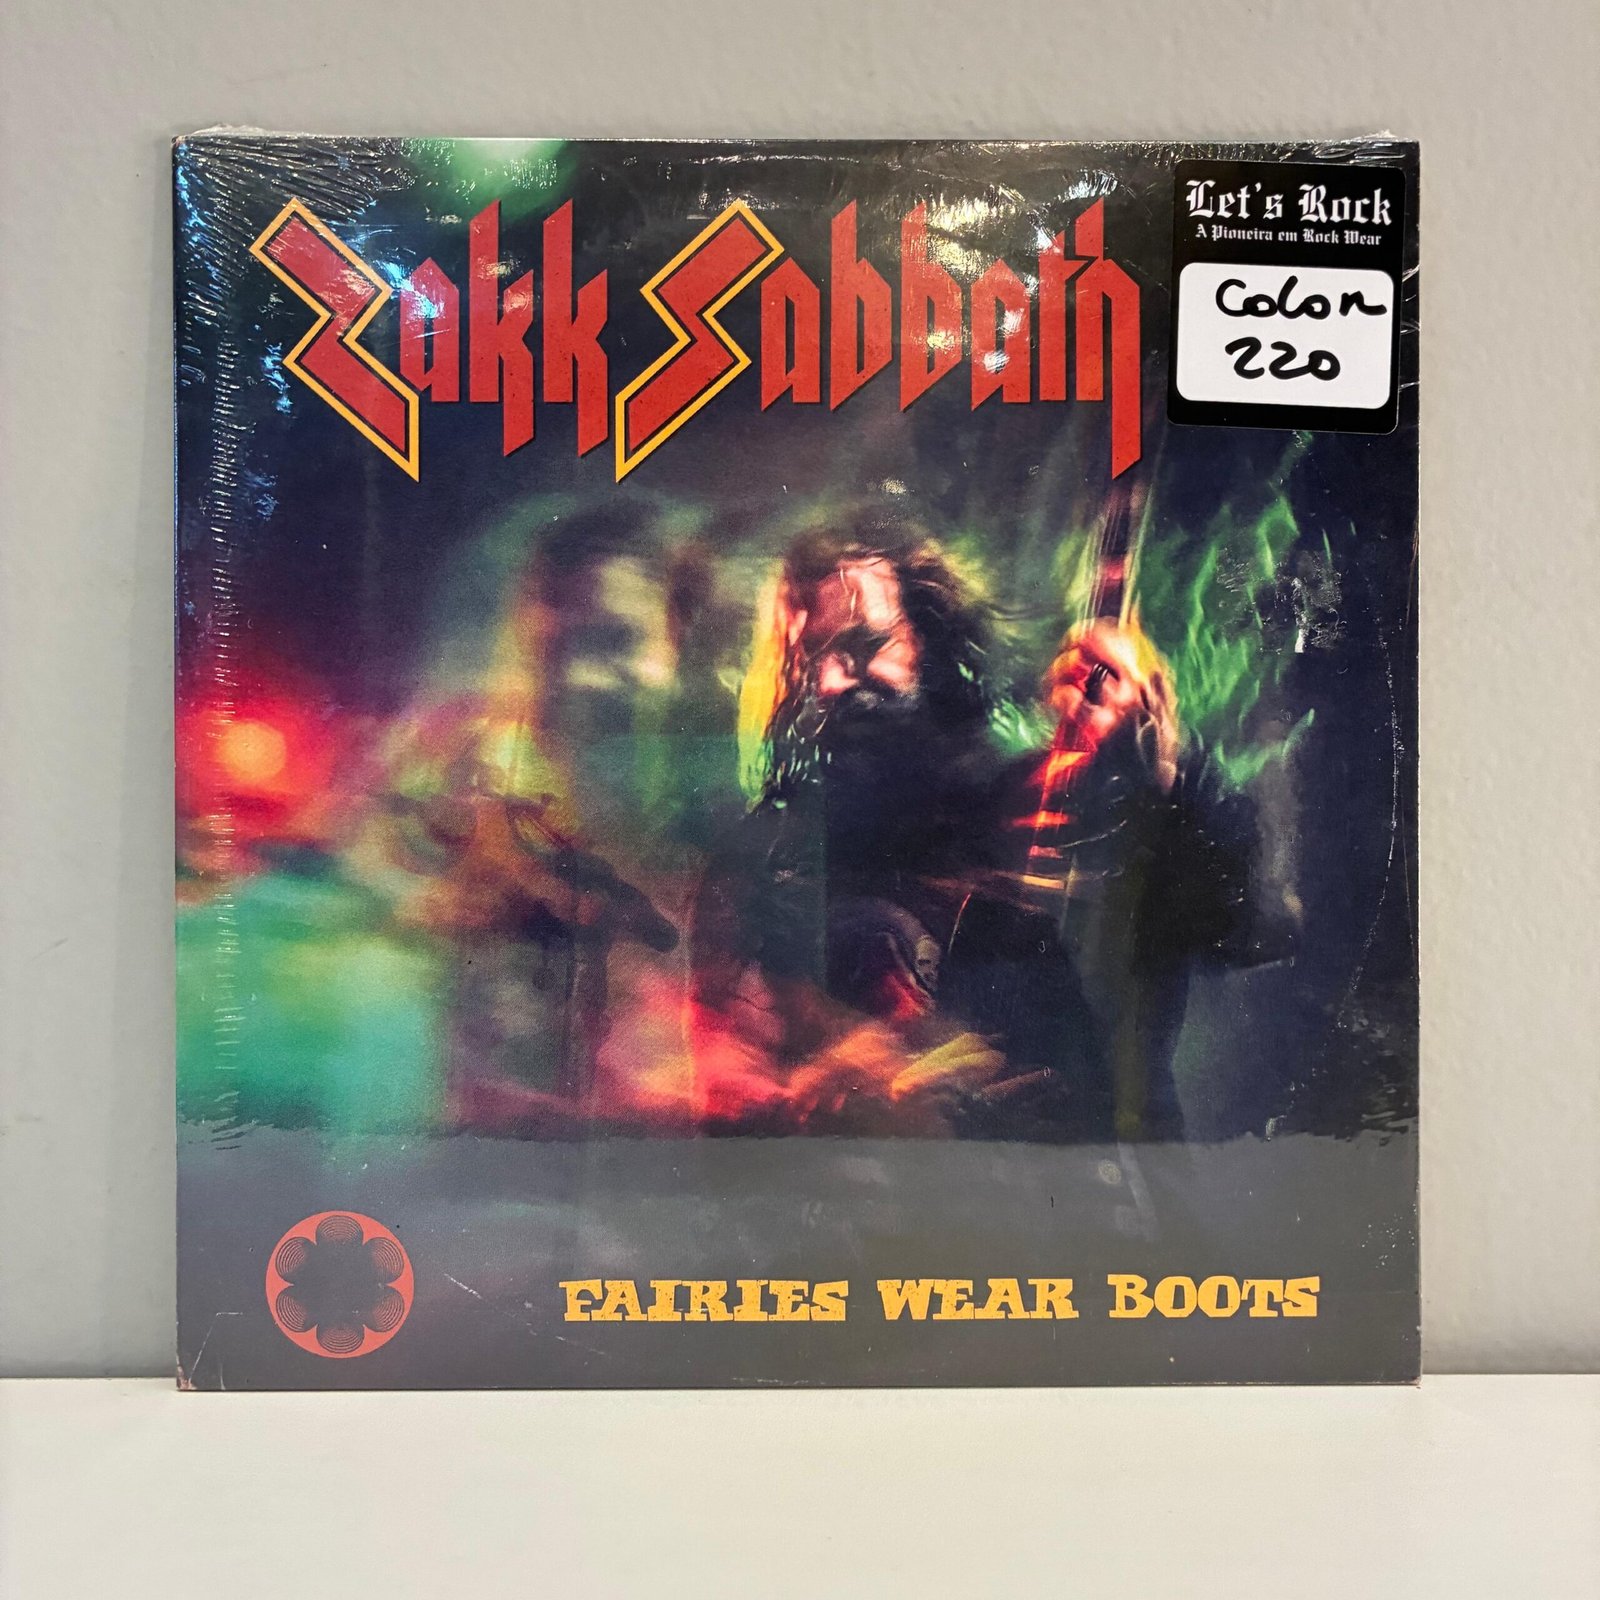 Zakk Sabbath
Let's Rock
A Pioneira em Rock Wear
Color
220
FAIRIES WEAR BOOTS